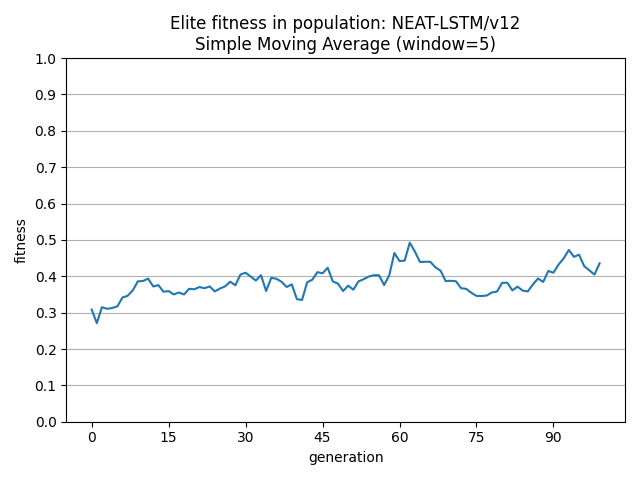 Elite fitness in population: NEAT-LSTM/v12
Simple Moving Average (window=5)
1.0
0.9
0.8
0.7
0.6
0.5
0.4
0.3
0.2
0.1
0.0
fitness
0 15 30 45 60 75 90
generation